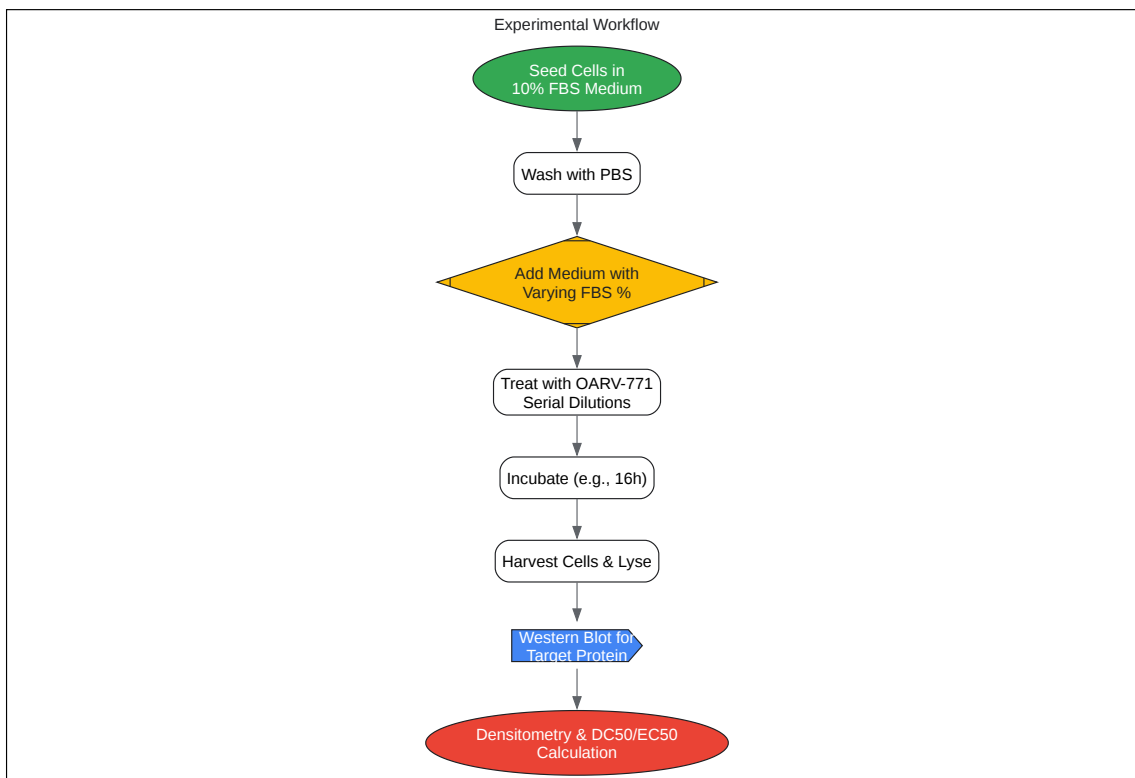 Experimental Workflow
Seed Cells in
10% FBS Medium
Wash with PBS
Add Medium with
Varying FBS %
Treat with OARV-771
Serial Dilutions
Incubate (e.g., 16h)
Harvest Cells & Lyse
Western Blot for
Target Protein
Densitometry & DC50/EC50
Calculation